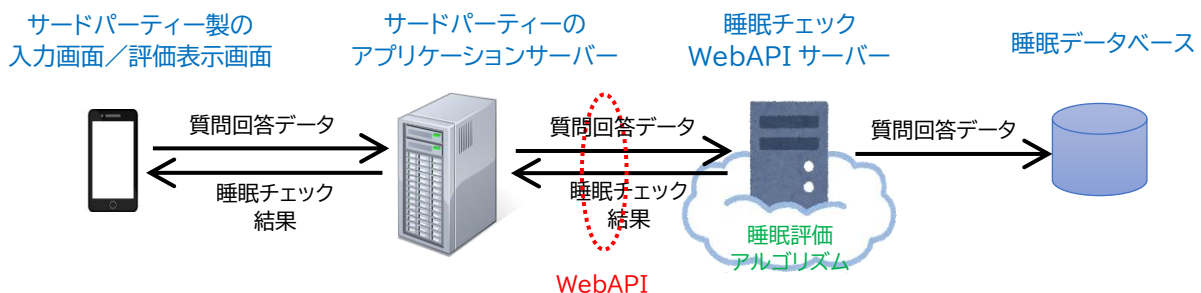 サードパーティー製の
入力画面／評価表示画面
サードパーティーの
アプリケーションサーバー
睡眠チェック
WebAPI サーバー
睡眠データベース
質問回答データ
睡眠チェック
結果
質問回答データ
睡眠チェック
結果
質問回答データ
睡眠評価
アルゴリズム
WebAPI